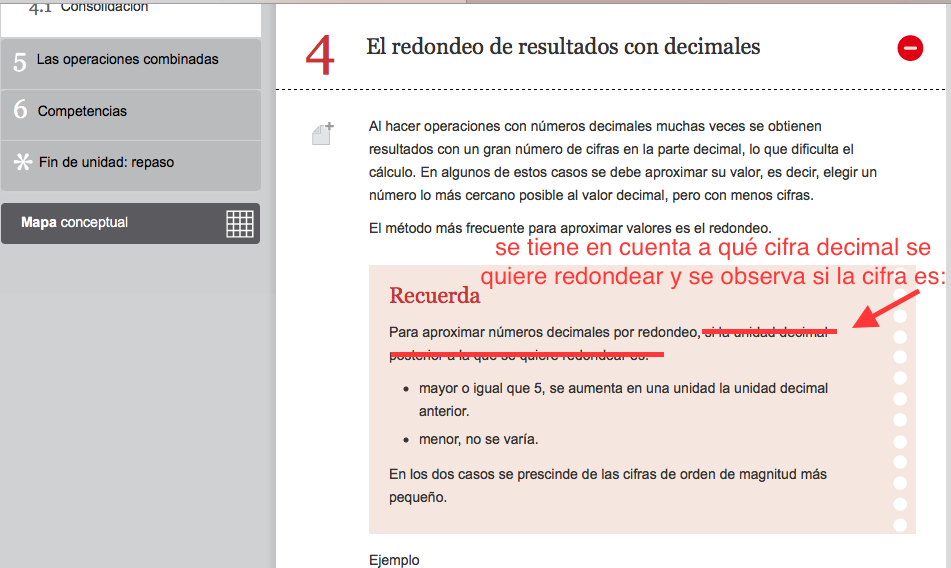 4.1 Consolidación
5 Las operaciones combinadas
6 Competencias
* Fin de unidad: repaso
Mapa conceptual
4 El redondeo de resultados con decimales
Al hacer operaciones con números decimales muchas veces se obtienen
resultados con un gran número de cifras en la parte decimal, lo que dificulta el
cálculo. En algunos de estos casos se debe aproximar su valor, es decir, elegir un
número lo más cercano posible al valor decimal, pero con menos cifras.
El método más frecuente para aproximar valores es el redondeo.
se tiene en cuenta a qué cifra decimal se
quiere redondear y se observa si la cifra es:
Recuerda
Para aproximar números decimales por redondeo, si la unidad decimal
posterior a la que se quiere redondear es:
• mayor o igual que 5, se aumenta en una unidad la unidad decimal
anterior.
• menor, no se varía.
En los dos casos se prescinde de las cifras de orden de magnitud más
pequeño.
Ejemplo